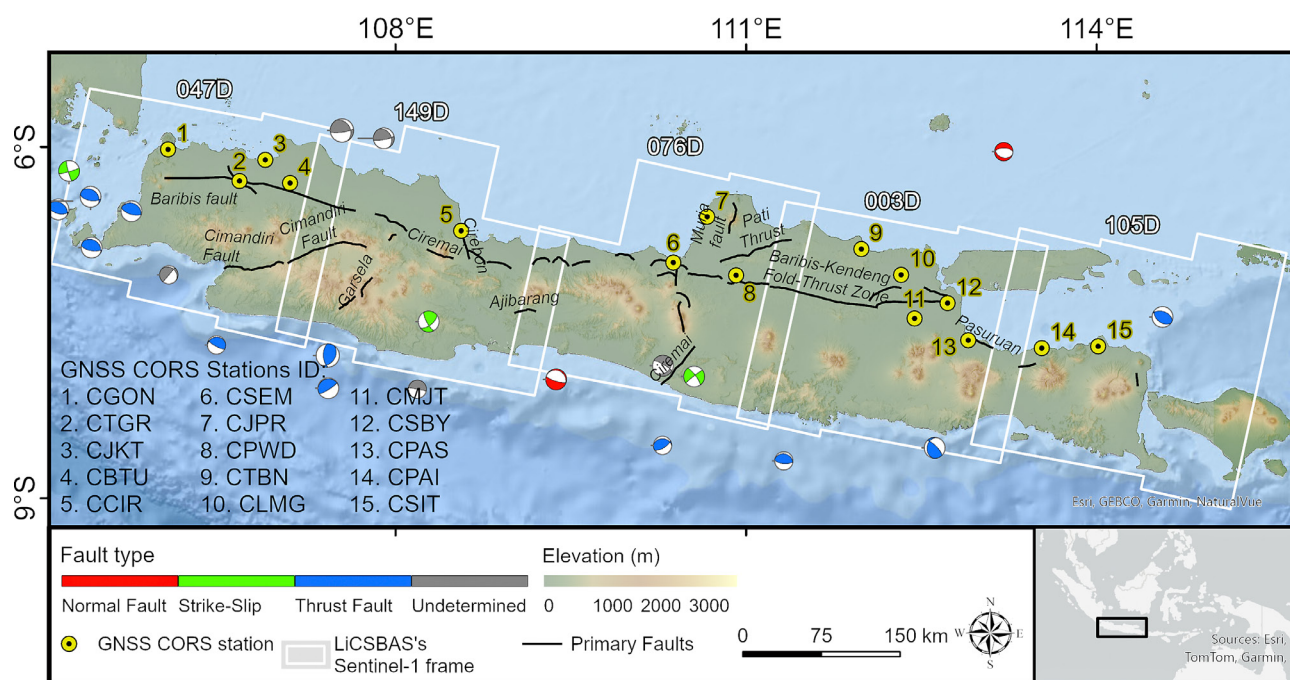 108°E
111°E
114°E
6°S
9°S
047D
149D
076D
003D
105D
1
2
3
4
5
6
7
8
9
10
11
12
13
14
15
Baribis fault
Cimandiri
Fault
Cimandiri
Fault
Garsela
Ciremai
Cirebon
Ajibarang
Muria
fault
Pati
Thrust
Baribis-Kendeng
Fold-Thrust Zone
Pasuruan
Ciremai
GNSS CORS Stations ID:
1. CGON 6. CSEM 11. CMJT
2. CTGR 7. CJPR 12. CSBY
3. CJKT 8. CPWD 13. CPAS
4. CBTU 9. CTBN 14. CPAI
5. CCIR 10. CLMG 15. CSIT
Esri, GEBCO, Garmin, NaturalVue
Fault type
Normal Fault Strike-Slip Thrust Fault Undetermined
Elevation (m)
0 1000 2000 3000
GNSS CORS station
LiCSBAS's
Sentinel-1 frame
Primary Faults
0 75 150 km
N
W E
S
Sources: Esri,
TomTom, Garmin,